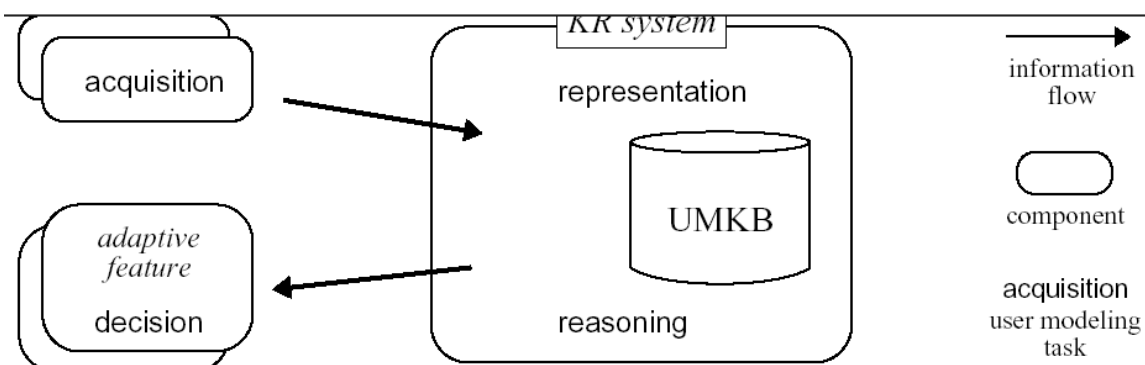 KR system
acquisition
representation
UMKB
adaptive
feature
decision
reasoning
information
flow
component
acquisition
user modeling
task